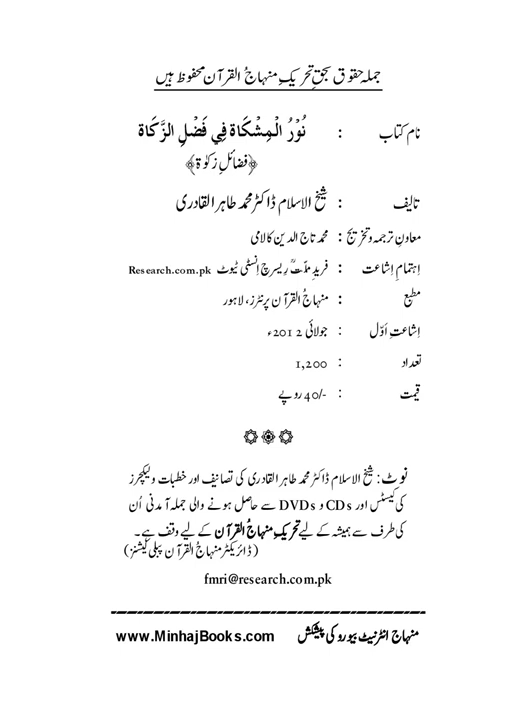 جملہ حقوق بحقِ تحریکِ منہاجُ القرآن محفوظ ہیں
نام کتاب : نُوْرُ الْمِشْكَاة فِي فَضْلِ الزَّكَاة
﴿فضائلِ زکوٰۃ﴾
تالیف : شیخ الاسلام ڈاکٹر محمد طاہر القادری
معاونِ ترجمہ و تخریج : محمد تاج الدین کالامی
اِہتمامِ اِشاعت : فریدِ ملّتؒ رِیسرچ اِنسٹی ٹیوٹ Research.com.pk
مطبع : منہاجُ القرآن پرنٹرز، لاہور
اِشاعتِ اَوّل : جولائی 2012ء
تعداد : 1,200
قیمت : 40/- روپے
نوٹ: شیخ الاسلام ڈاکٹر محمد طاہر القادری کی تصانیف اور خطبات و لیکچرز
کی کیسٹس اور CDs و DVDs سے حاصل ہونے والی جملہ آمدنی اُن
کی طرف سے ہمیشہ کے لیے تحریکِ منہاجُ القرآن کے لیے وقف ہے۔
(ڈائریکٹر منہاجُ القرآن پبلی کیشنز)
fmri@research.com.pk
منہاج انٹرنیٹ بیورو کی پیشکش www.MinhajBooks.com